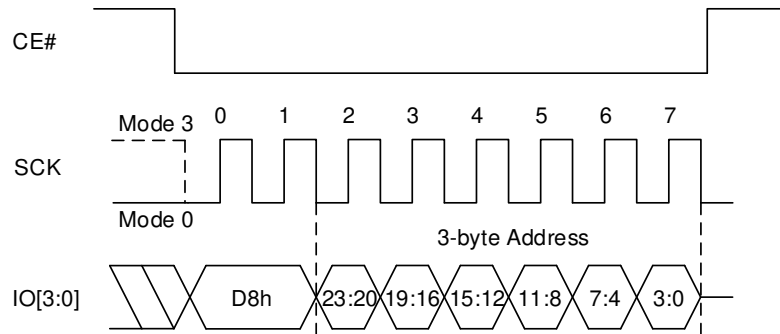 CE#
0 1 2 3 4 5 6 7
Mode 3
SCK
Mode 0
3-byte Address
IO[3:0] D8h 23:20 19:16 15:12 11:8 7:4 3:0